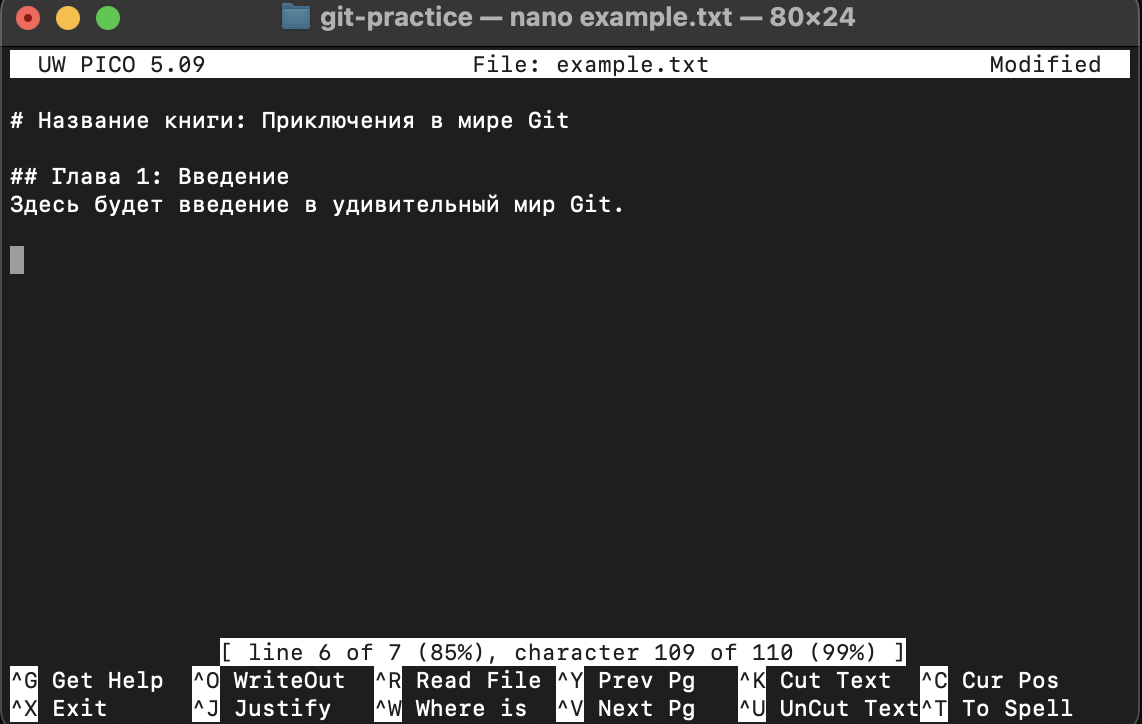 git-practice — nano example.txt — 80×24
UW PICO 5.09 File: example.txt Modified
# Название книги: Приключения в мире Git
## Глава 1: Введение
Здесь будет введение в удивительный мир Git.
[ line 6 of 7 (85%), character 109 of 110 (99%) ]
^G Get Help ^O WriteOut ^R Read File ^Y Prev Pg ^K Cut Text ^C Cur Pos
^X Exit ^J Justify ^W Where is ^V Next Pg ^U UnCut Text^T To Spell